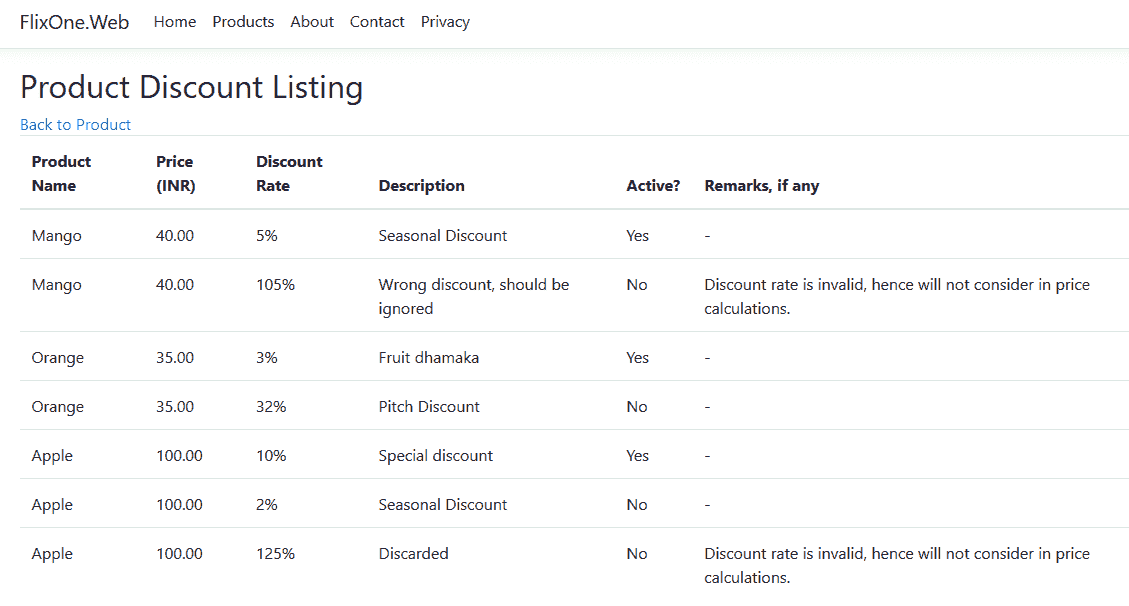 FlixOne.Web Home Products About Contact Privacy
Product Discount Listing
Back to Product
Product Name Price (INR) Discount Rate Description Active? Remarks, if any
Mango 40.00 5% Seasonal Discount Yes -
Mango 40.00 105% Wrong discount, should be ignored No Discount rate is invalid, hence will not consider in price calculations.
Orange 35.00 3% Fruit dhamaka Yes -
Orange 35.00 32% Pitch Discount No -
Apple 100.00 10% Special discount Yes -
Apple 100.00 2% Seasonal Discount No -
Apple 100.00 125% Discarded No Discount rate is invalid, hence will not consider in price calculations.